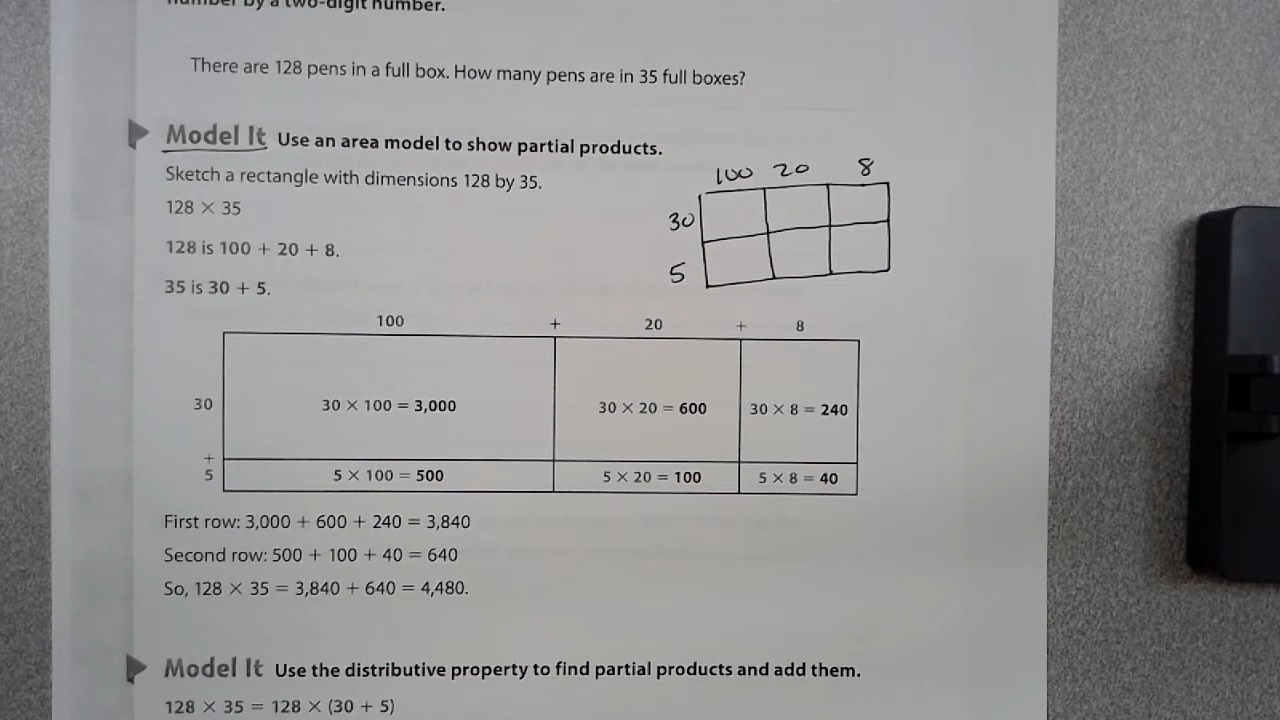 number by a two-digit number.
There are 128 pens in a full box. How many pens are in 35 full boxes?
Model It Use an area model to show partial products.
Sketch a rectangle with dimensions 128 by 35.
128 × 35
128 is 100 + 20 + 8.
35 is 30 + 5.
100 20 8
30
5
100 + 20 + 8
30 30 × 100 = 3,000 30 × 20 = 600 30 × 8 = 240
+
5 5 × 100 = 500 5 × 20 = 100 5 × 8 = 40
First row: 3,000 + 600 + 240 = 3,840
Second row: 500 + 100 + 40 = 640
So, 128 × 35 = 3,840 + 640 = 4,480.
Model It Use the distributive property to find partial products and add them.
128 × 35 = 128 × (30 + 5)